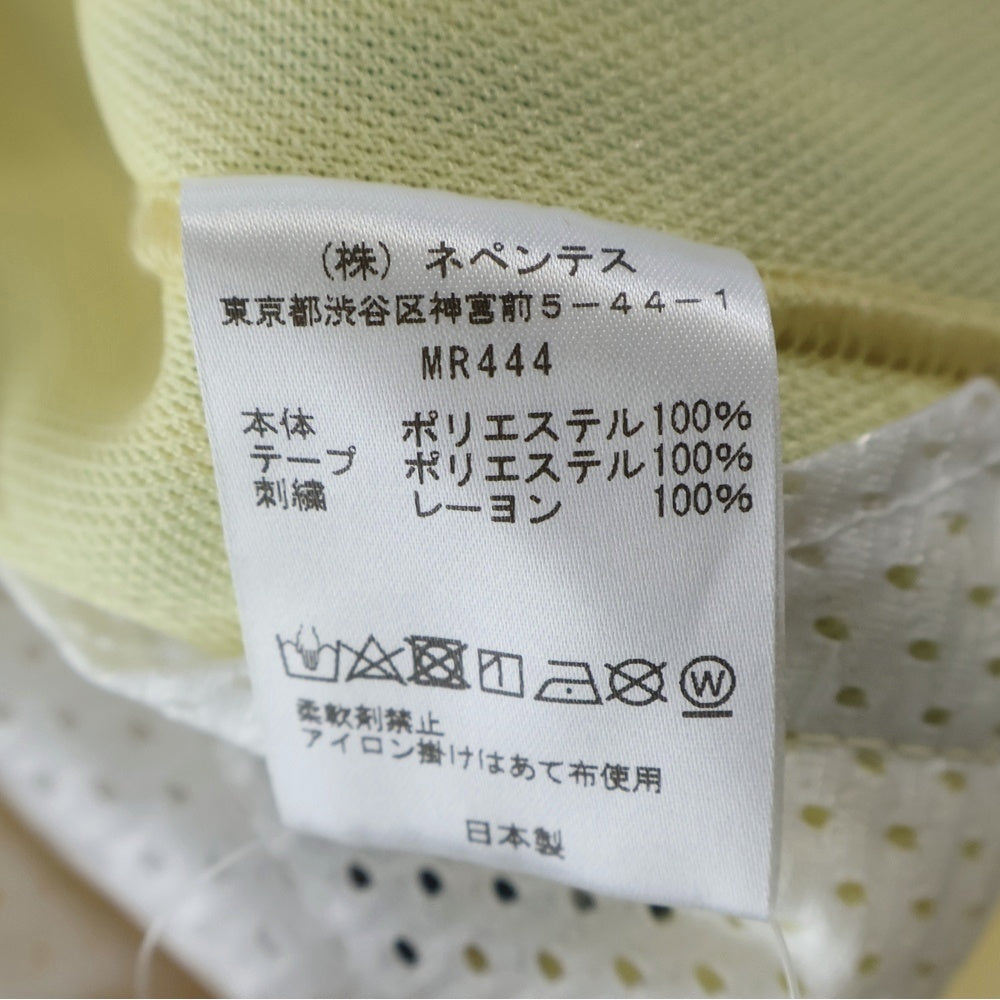 (株) ネペンテス
東京都渋谷区神宮前5－44－1
MR444
本体 ポリエステル100%
テープ ポリエステル100%
刺繍 レーヨン 100%
W
柔軟剤禁止
アイロン掛けはあて布使用
日本製